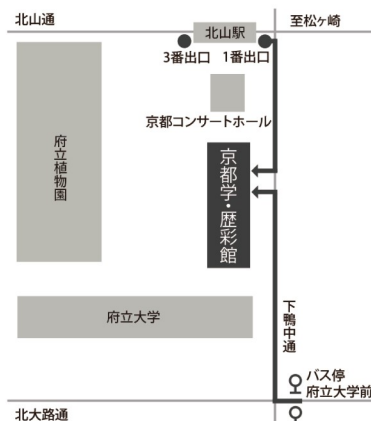 北山通
北山駅
至松ヶ崎
3番出口
1番出口
京都コンサートホール
府立植物園
京都学・歴彩館
府立大学
下鴨中通
バス停
府立大学前
北大路通